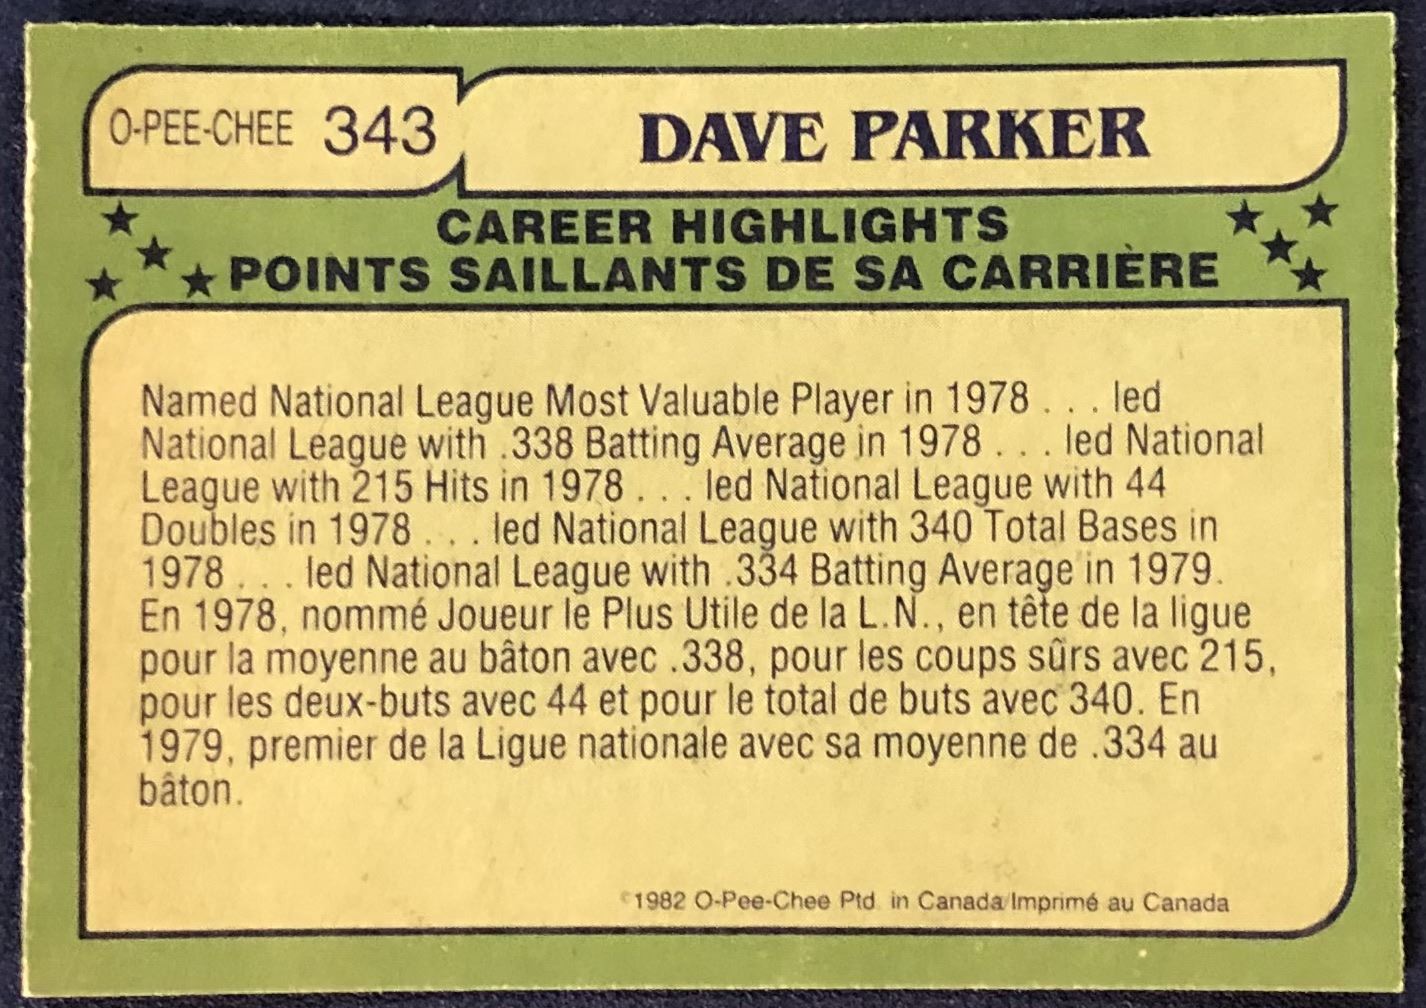 O-PEE-CHEE 343
DAVE PARKER
CAREER HIGHLIGHTS
POINTS SAILLANTS DE SA CARRIÈRE
Named National League Most Valuable Player in 1978 . . . led
National League with .338 Batting Average in 1978 . . . led National
League with 215 Hits in 1978 . . . led National League with 44
Doubles in 1978 . . . led National League with 340 Total Bases in
1978 . . . led National League with .334 Batting Average in 1979.
En 1978, nommé Joueur le Plus Utile de la L.N., en tête de la ligue
pour la moyenne au bâton avec .338, pour les coups sûrs avec 215,
pour les deux-buts avec 44 et pour le total de buts avec 340. En
1979, premier de la Ligue nationale avec sa moyenne de .334 au
bâton.
©1982 O-Pee-Chee Ptd. in Canada/Imprimé au Canada